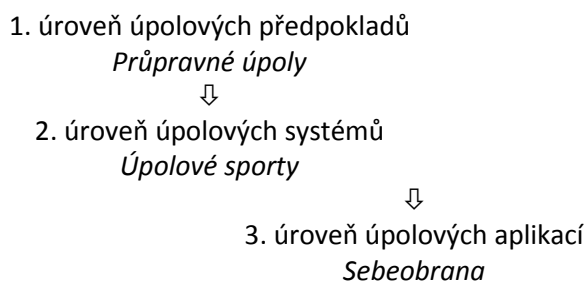 1. úroveň úpolových předpokladů
Průpravné úpoly
⇩
2. úroveň úpolových systémů
Úpolové sporty
⇩
3. úroveň úpolových aplikací
Sebeobrana